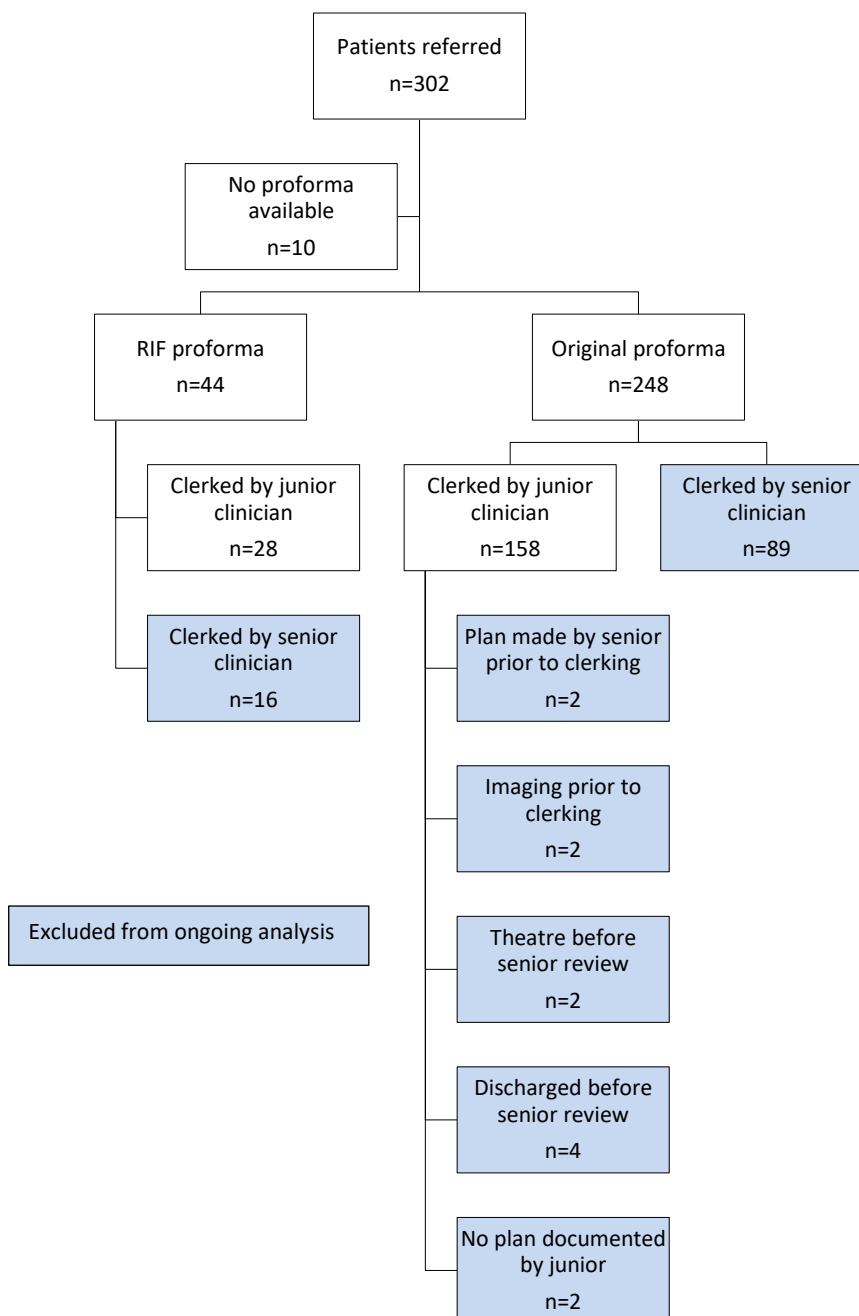 Patients referred
n=302
No proforma
available
n=10
RIF proforma
n=44
Original proforma
n=248
Clerked by junior
clinician
n=28
Clerked by junior
clinician
n=158
Clerked by senior
clinician
n=89
Clerked by senior
clinician
n=16
Plan made by senior
prior to clerking
n=2
Imaging prior to
clerking
n=2
Excluded from ongoing analysis
Theatre before
senior review
n=2
Discharged before
senior review
n=4
No plan documented
by junior
n=2